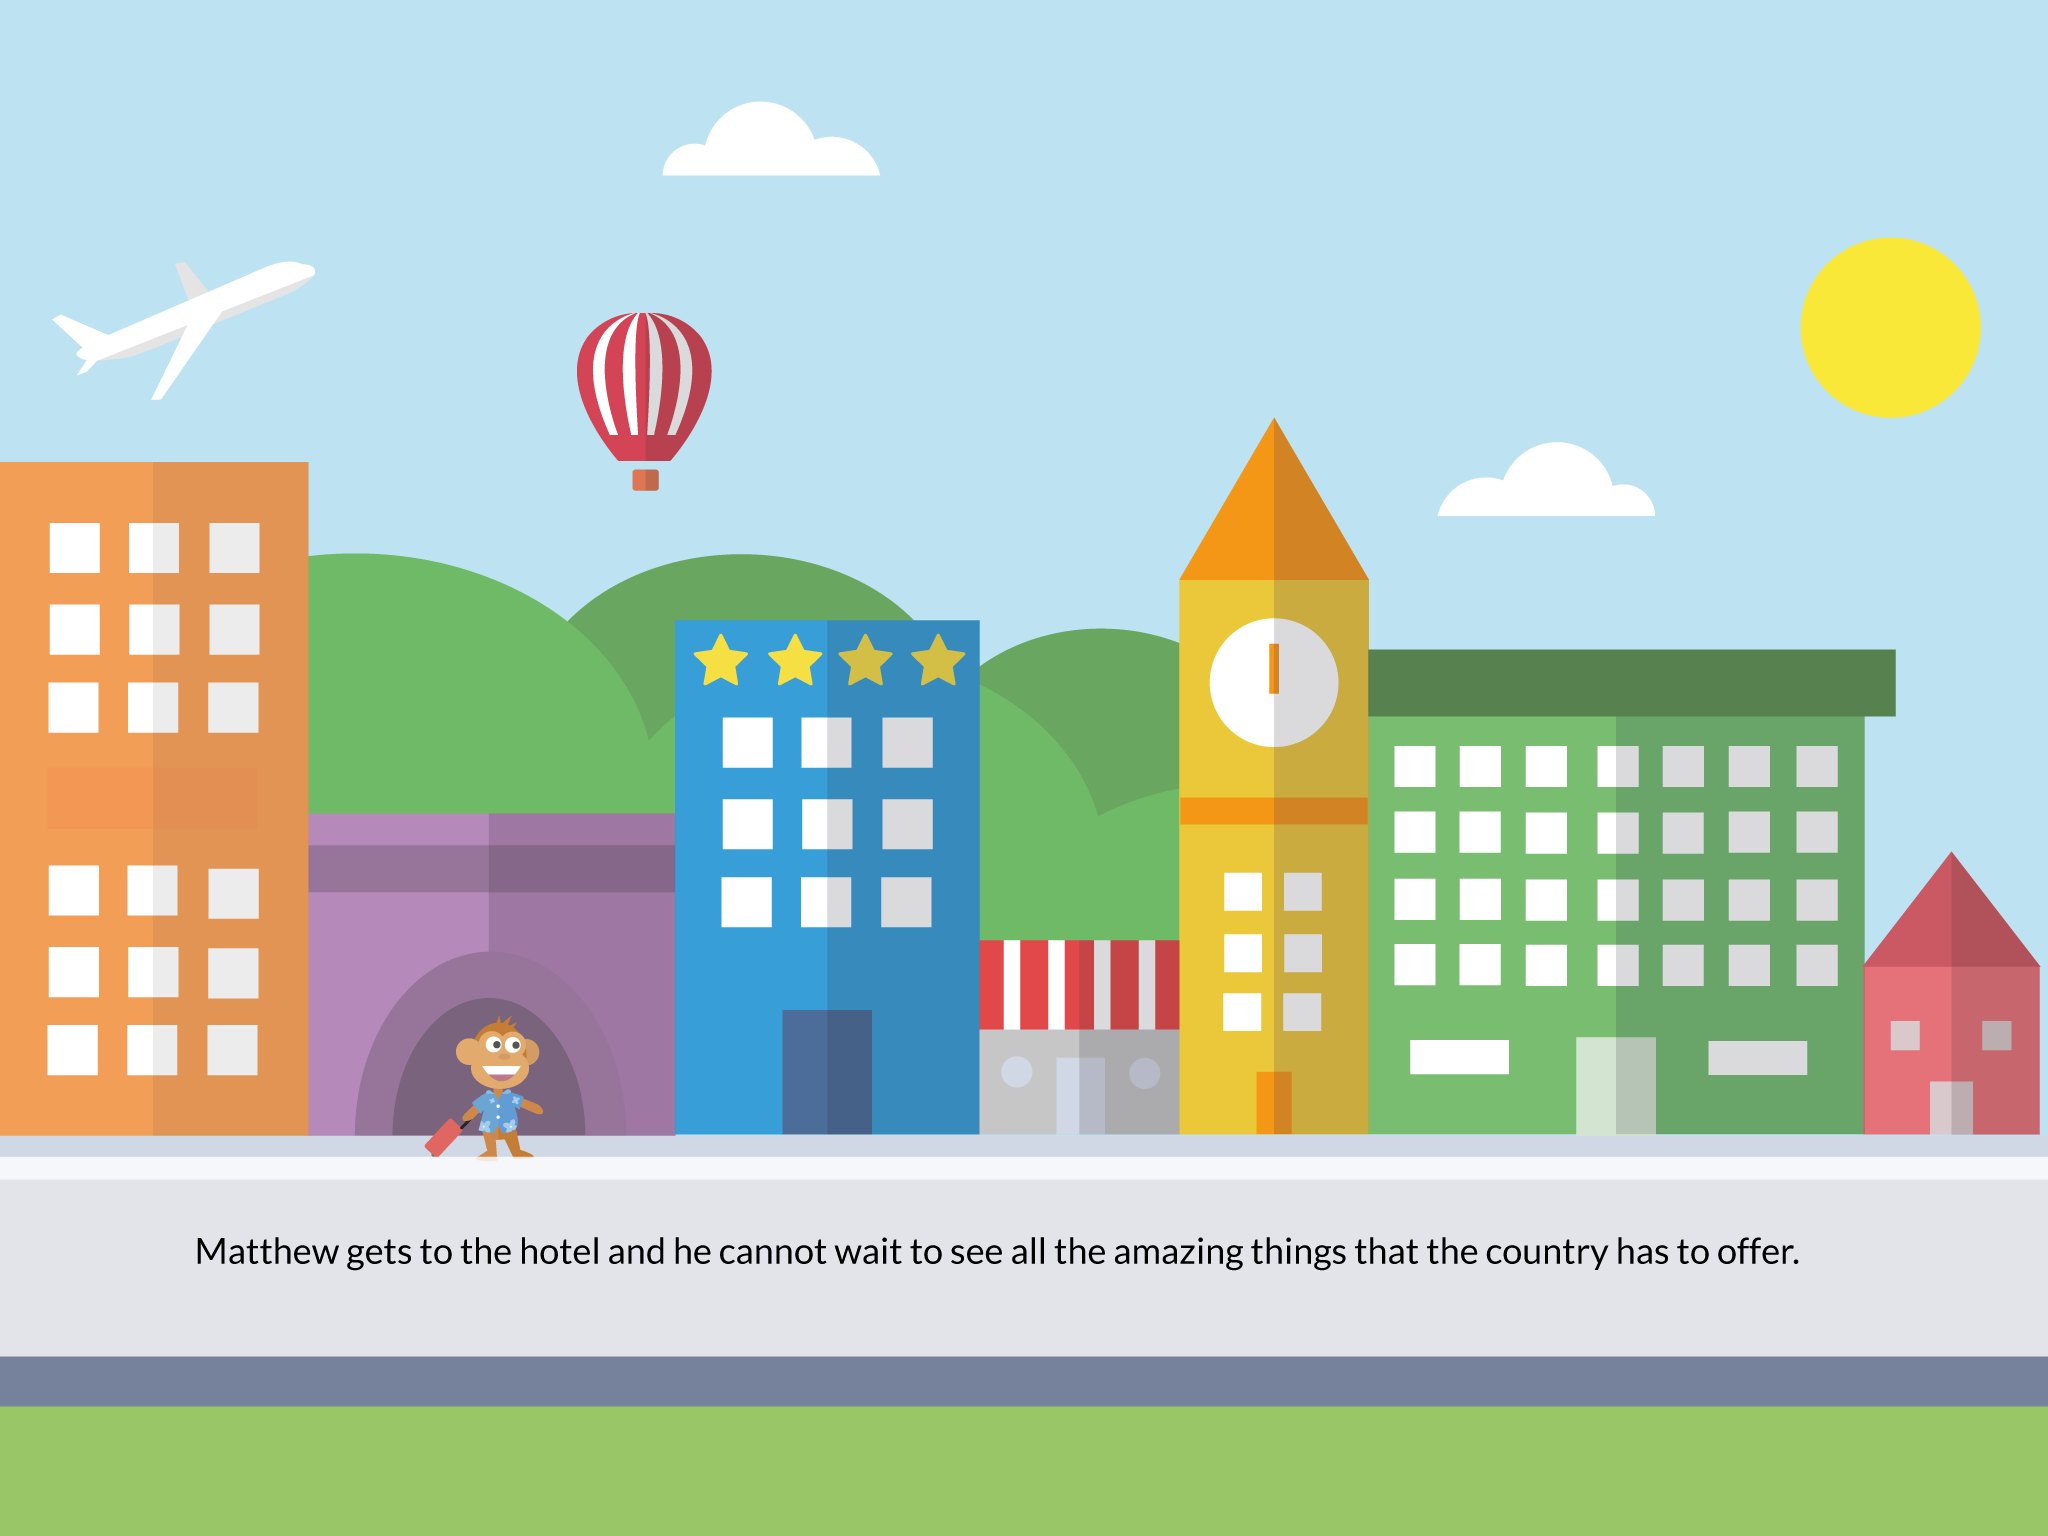 Matthew gets to the hotel and he cannot wait to see all the amazing things that the country has to offer.